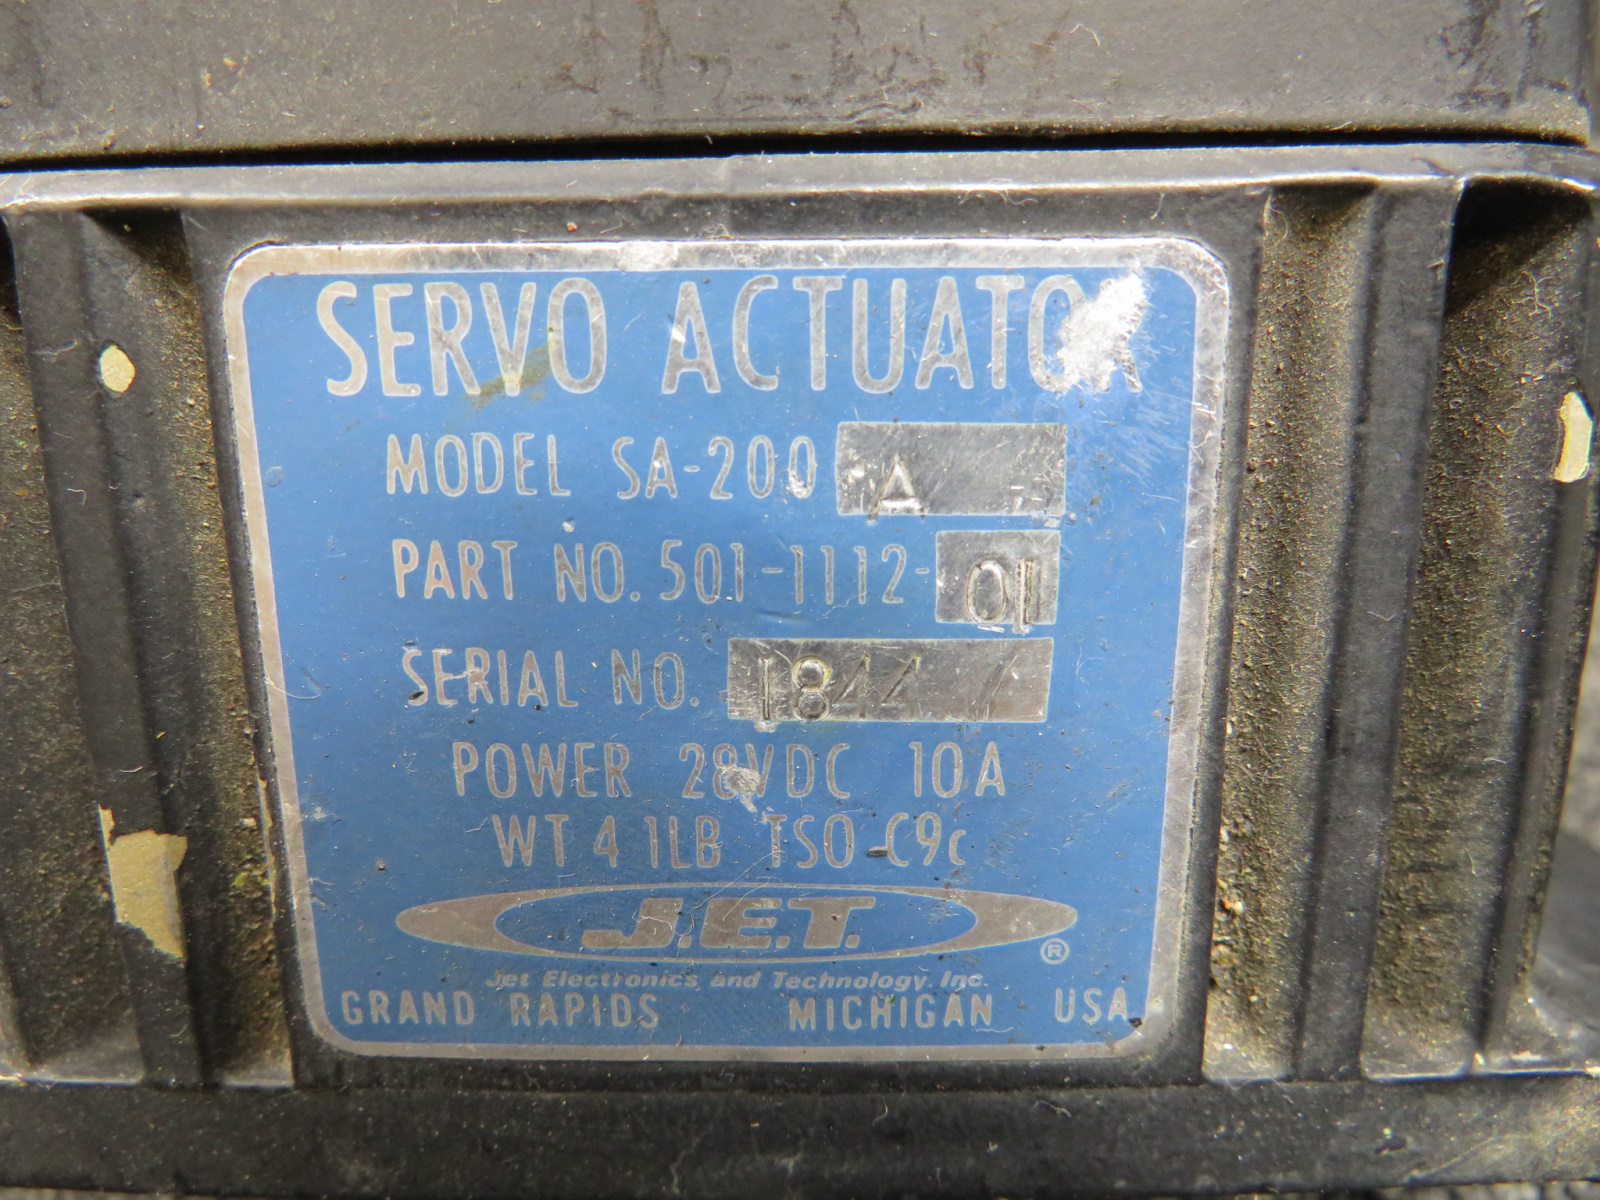 SERVO ACTUATOR
MODEL SA-200 A
PART NO. 501-1112-01
SERIAL NO. 1844 /
POWER 28VDC 10A
WT 4 1LB TSO-C9c
J.E.T.
®
Jet Electronics and Technology, Inc.
GRAND RAPIDS MICHIGAN USA